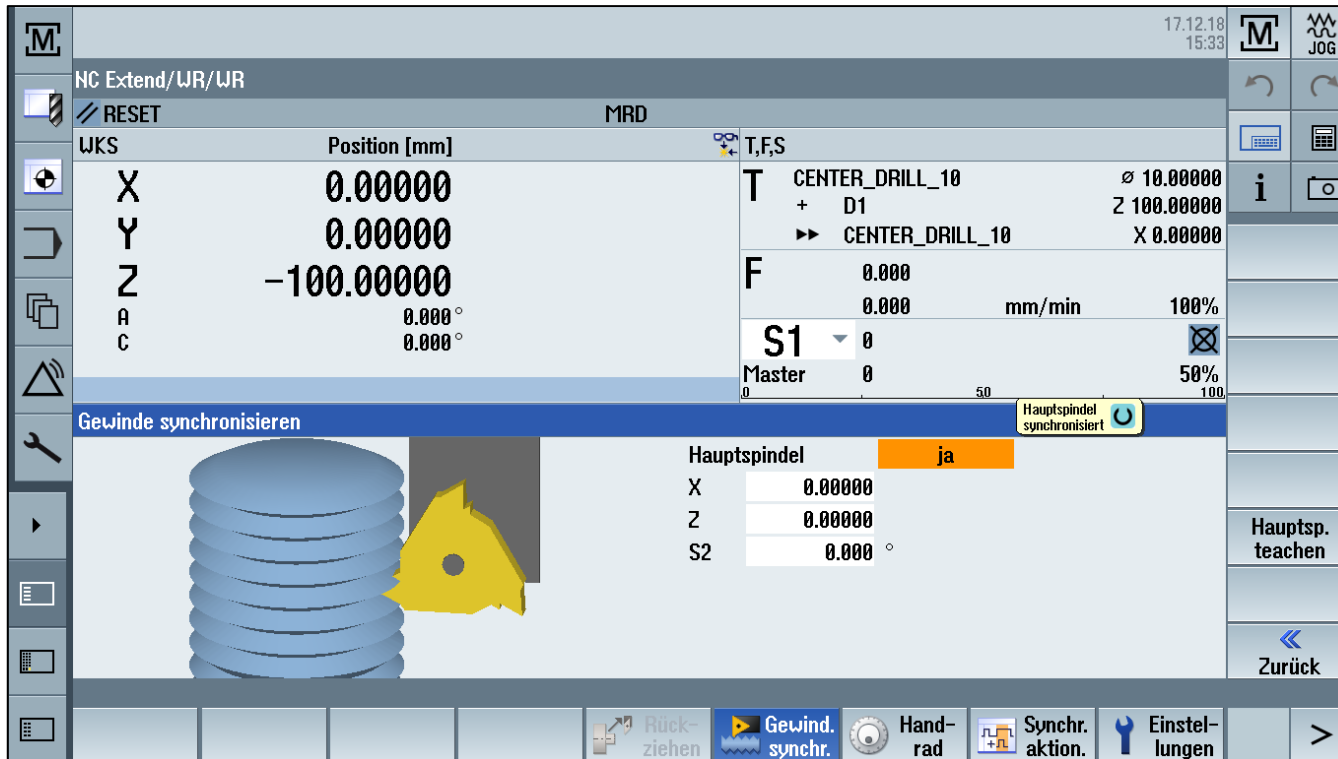 17.12.18
15:33
M
JOG
NC Extend/WR/WR
RESET MRD
WKS Position [mm] T,F,S
X 0.00000
Y 0.00000
Z -100.00000
A 0.000°
C 0.000°
T CENTER_DRILL_10 ⌀ 10.00000
+ D1 Z 100.00000
▸▸ CENTER_DRILL_10 X 0.00000
F 0.000
0.000 mm/min 100%
S1 0
Master 0 50%
0 50 100
i
Gewinde synchronisieren
Hauptspindel
synchronisiert
Hauptspindel ja
X 0.00000
Z 0.00000
S2 0.000 °
Hauptsp.
teachen
«
Zurück
Rück-
ziehen
Gewind.
synchr.
Hand-
rad
Synchr.
aktion.
Einstel-
lungen
>
M